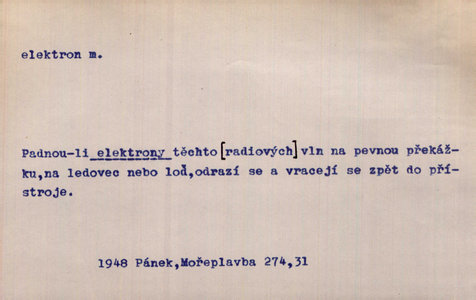 elektron m.
Padnou-li elektrony těchto [radiových] vln na pevnou překáž-
ku,na ledovec nebo loď,odrazí se a vracejí se zpět do pří-
stroje.
1948 Pánek,Mořeplavba 274,31